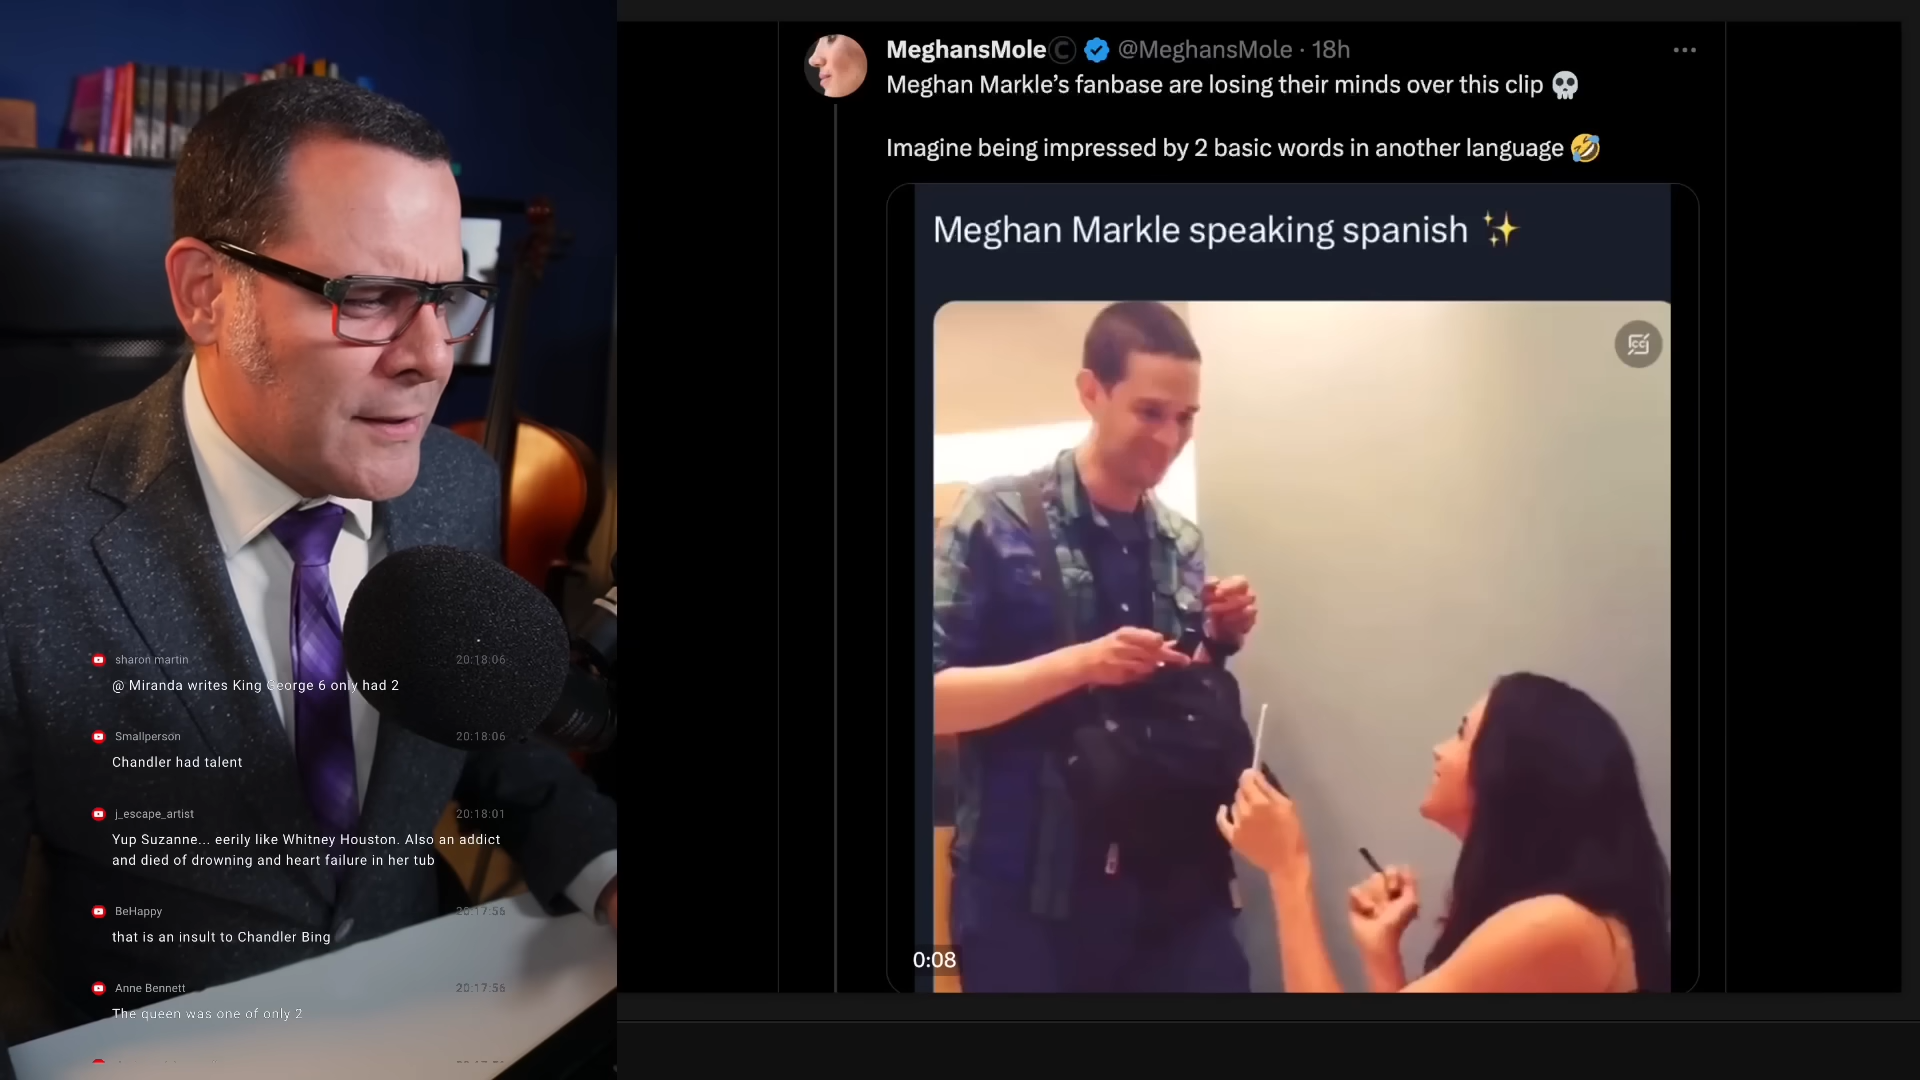 MeghansMole © @MeghansMole · 18h
Meghan Markle’s fanbase are losing their minds over this clip 💀
Imagine being impressed by 2 basic words in another language 🤣
Meghan Markle speaking spanish ✨
CC
0:08
sharon martin 20:18:06
@ Miranda writes King George 6 only had 2
Smallperson 20:18:06
Chandler had talent
j_escape_artist 20:18:01
Yup Suzanne... eerily like Whitney Houston. Also an addict
and died of drowning and heart failure in her tub
BeHappy 20:17:56
that is an insult to Chandler Bing
Anne Bennett 20:17:56
The queen was one of only 2